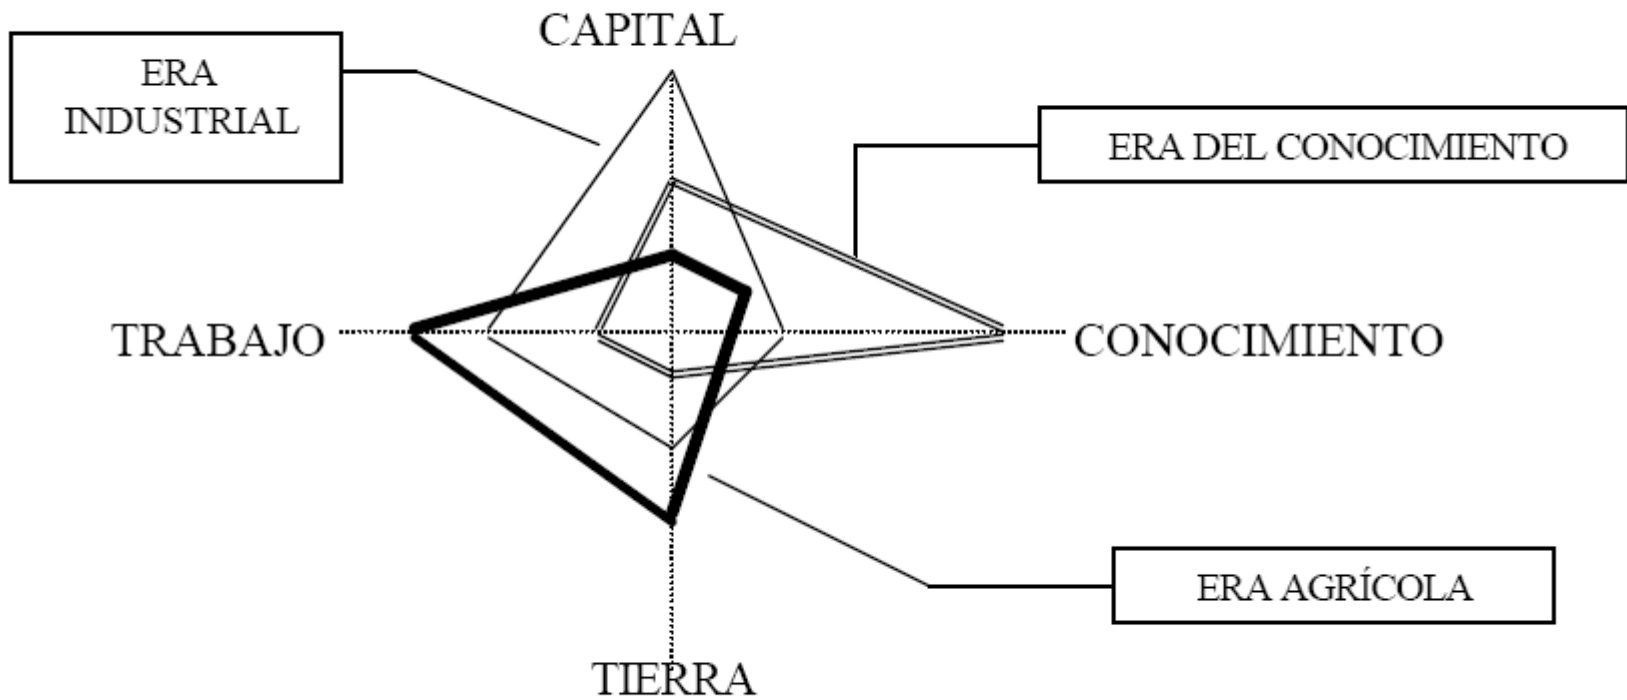 CAPITAL
ERA
INDUSTRIAL
ERA DEL CONOCIMIENTO
TRABAJO
CONOCIMIENTO
ERA AGRÍCOLA
TIERRA